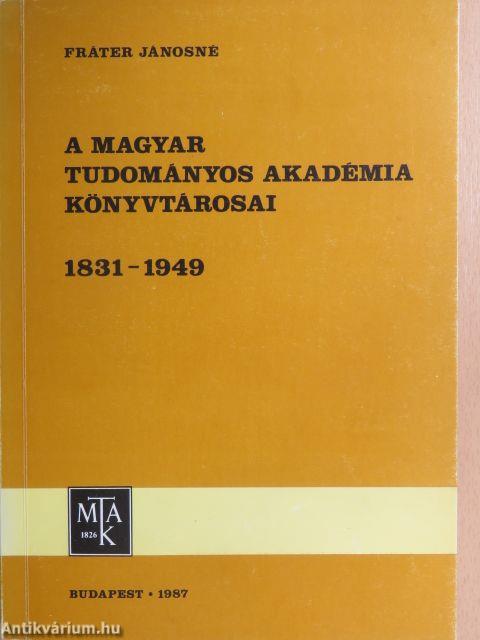 FRÁTER JÁNOSNÉ
A MAGYAR
TUDOMÁNYOS AKADÉMIA
KÖNYVTÁROSAI
1831–1949
MTA
1826 K
BUDAPEST • 1987
Antikvárium.hu